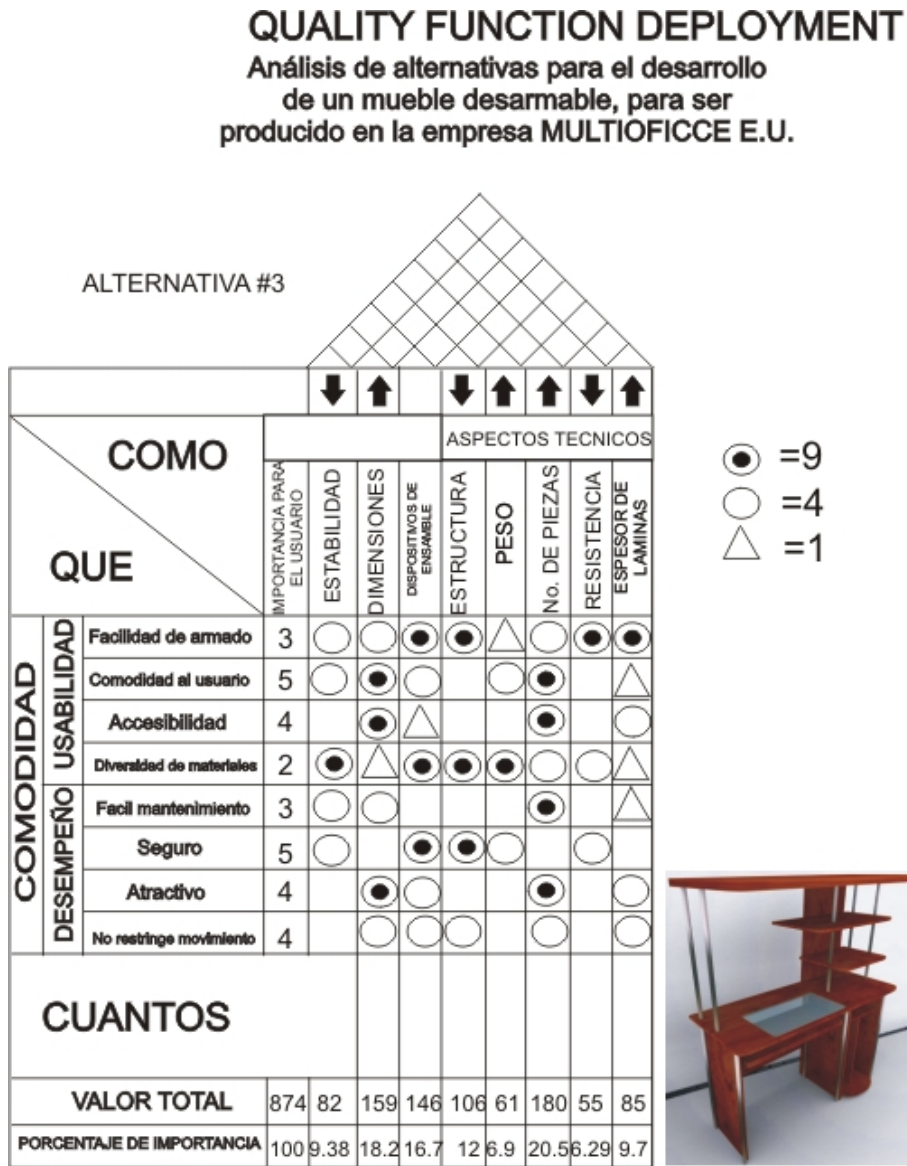 QUALITY FUNCTION DEPLOYMENT
Análisis de alternativas para el desarrollo
de un mueble desarmable, para ser
producido en la empresa MULTIOFICCE E.U.
ALTERNATIVA #3
COMO
QUE
ASPECTOS TECNICOS
IMPORTANCIA PARA
EL USUARIO
ESTABILIDAD
DIMENSIONES
DISPOSITIVOS DE
ENSAMBLE
ESTRUCTURA
PESO
No. DE PIEZAS
RESISTENCIA
ESPESOR DE
LAMINAS
=9
=4
=1
COMODIDAD
USABILIDAD
Facilidad de armado 3
Comodidad al usuario 5
Accesibilidad 4
Diversidad de materiales 2
DESEMPEÑO
Facil mantenimiento 3
Seguro 5
Atractivo 4
No restringe movimiento 4
CUANTOS
VALOR TOTAL 874 82 159 146 106 61 180 55 85
PORCENTAJE DE IMPORTANCIA 100 9.38 18.2 16.7 12 6.9 20.5 6.29 9.7